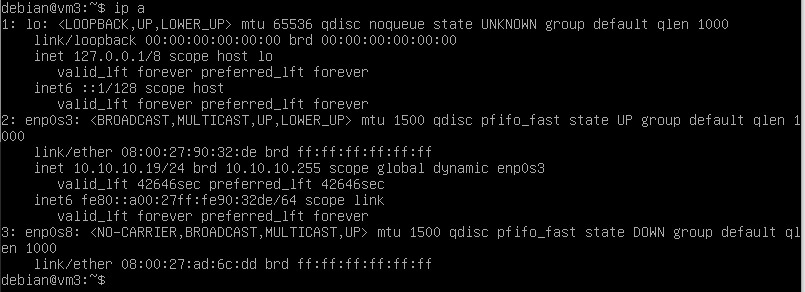 debian@vm3:~$ ip a
1: lo: <LOOPBACK,UP,LOWER_UP> mtu 65536 qdisc noqueue state UNKNOWN group default qlen 1000
    link/loopback 00:00:00:00:00:00 brd 00:00:00:00:00:00
    inet 127.0.0.1/8 scope host lo
       valid_lft forever preferred_lft forever
    inet6 ::1/128 scope host
       valid_lft forever preferred_lft forever
2: enp0s3: <BROADCAST,MULTICAST,UP,LOWER_UP> mtu 1500 qdisc pfifo_fast state UP group default qlen 1
000
    link/ether 08:00:27:90:32:de brd ff:ff:ff:ff:ff:ff
    inet 10.10.10.19/24 brd 10.10.10.255 scope global dynamic enp0s3
       valid_lft 42646sec preferred_lft 42646sec
    inet6 fe80::a00:27ff:fe90:32de/64 scope link
       valid_lft forever preferred_lft forever
3: enp0s8: <NO-CARRIER,BROADCAST,MULTICAST,UP> mtu 1500 qdisc pfifo_fast state DOWN group default ql
en 1000
    link/ether 08:00:27:ad:6c:dd brd ff:ff:ff:ff:ff:ff
debian@vm3:~$